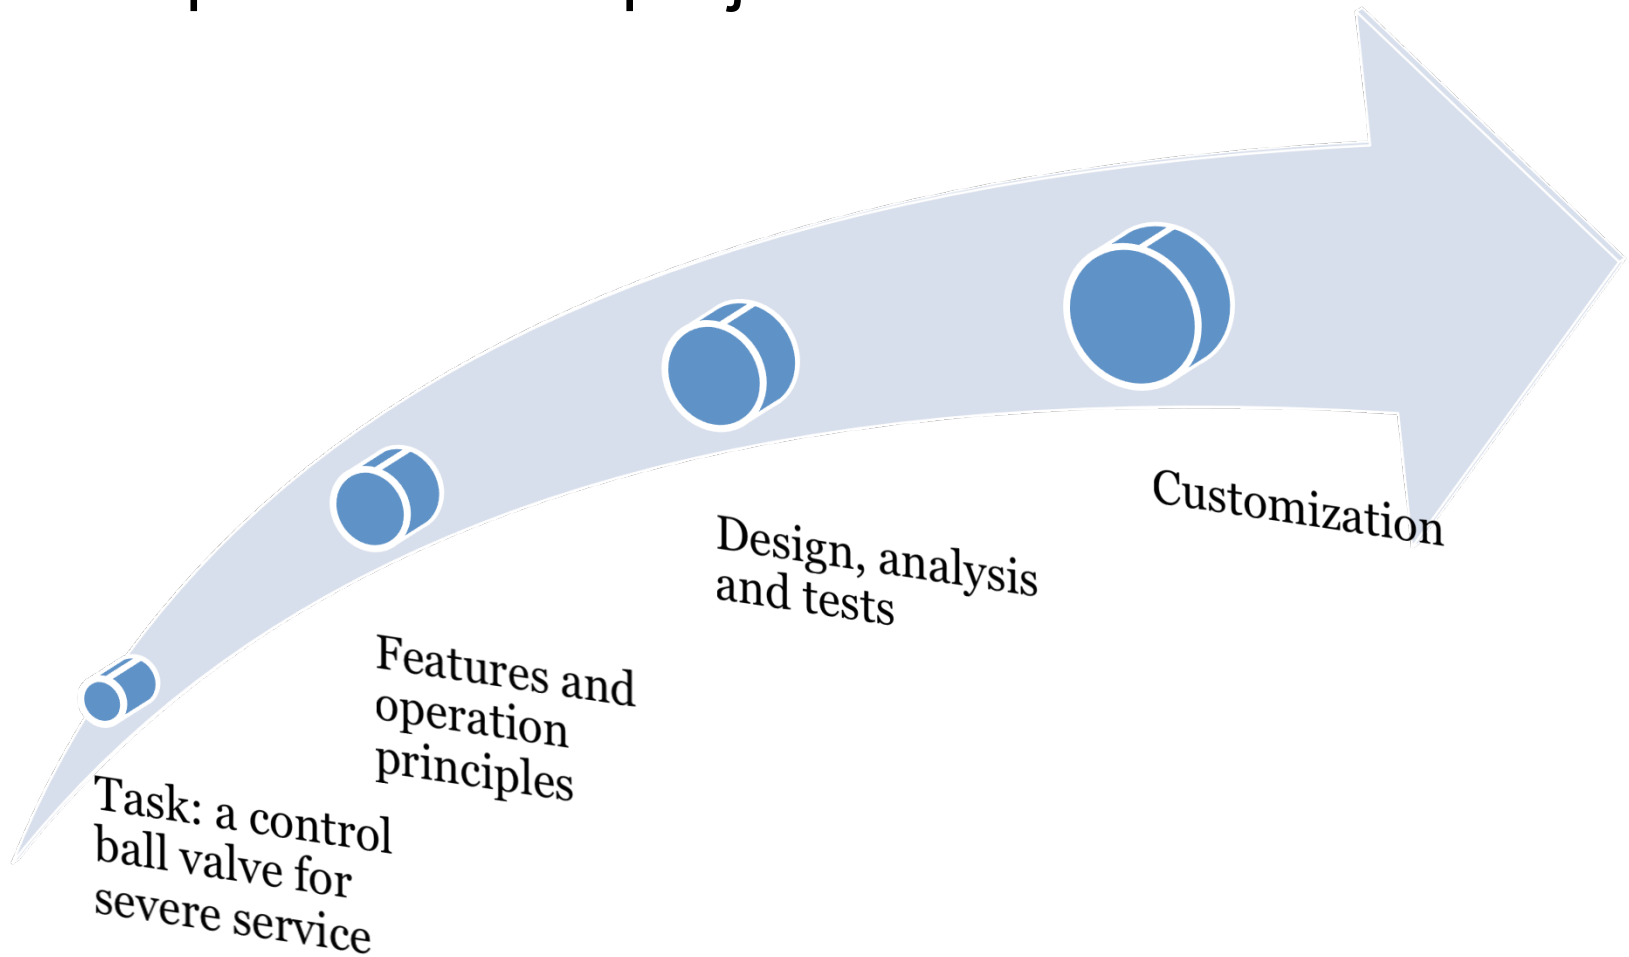 Task: a control
ball valve for
severe service
Features and
operation
principles
Design, analysis
and tests
Customization